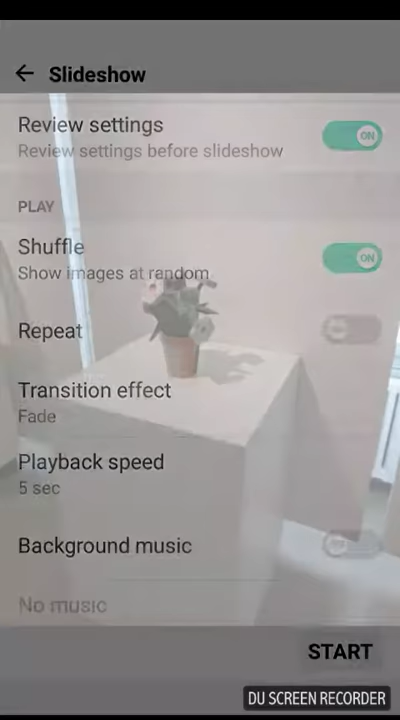 Slideshow
Review settings
ON
Review settings before slideshow
PLAY
Shuffle
ON
Show images at random
Repeat
Transition effect
Fade
Playback speed
5 sec
Background music
No music
START
DU SCREEN RECORDER